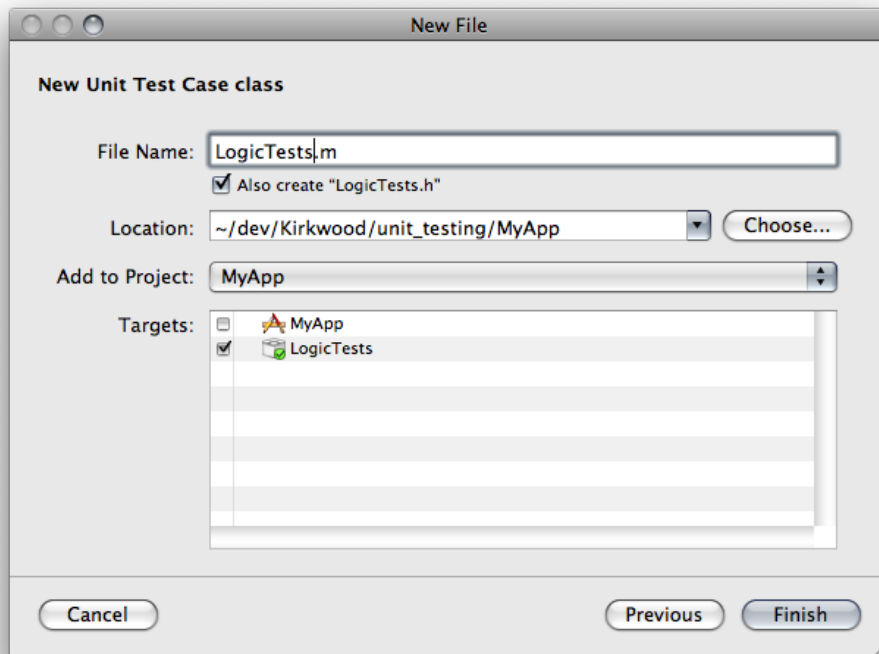 New File
New Unit Test Case class
File Name: LogicTests.m
Also create "LogicTests.h"
Location: ~/dev/Kirkwood/unit_testing/MyApp Choose...
Add to Project: MyApp
Targets: MyApp
LogicTests
Cancel Previous Finish